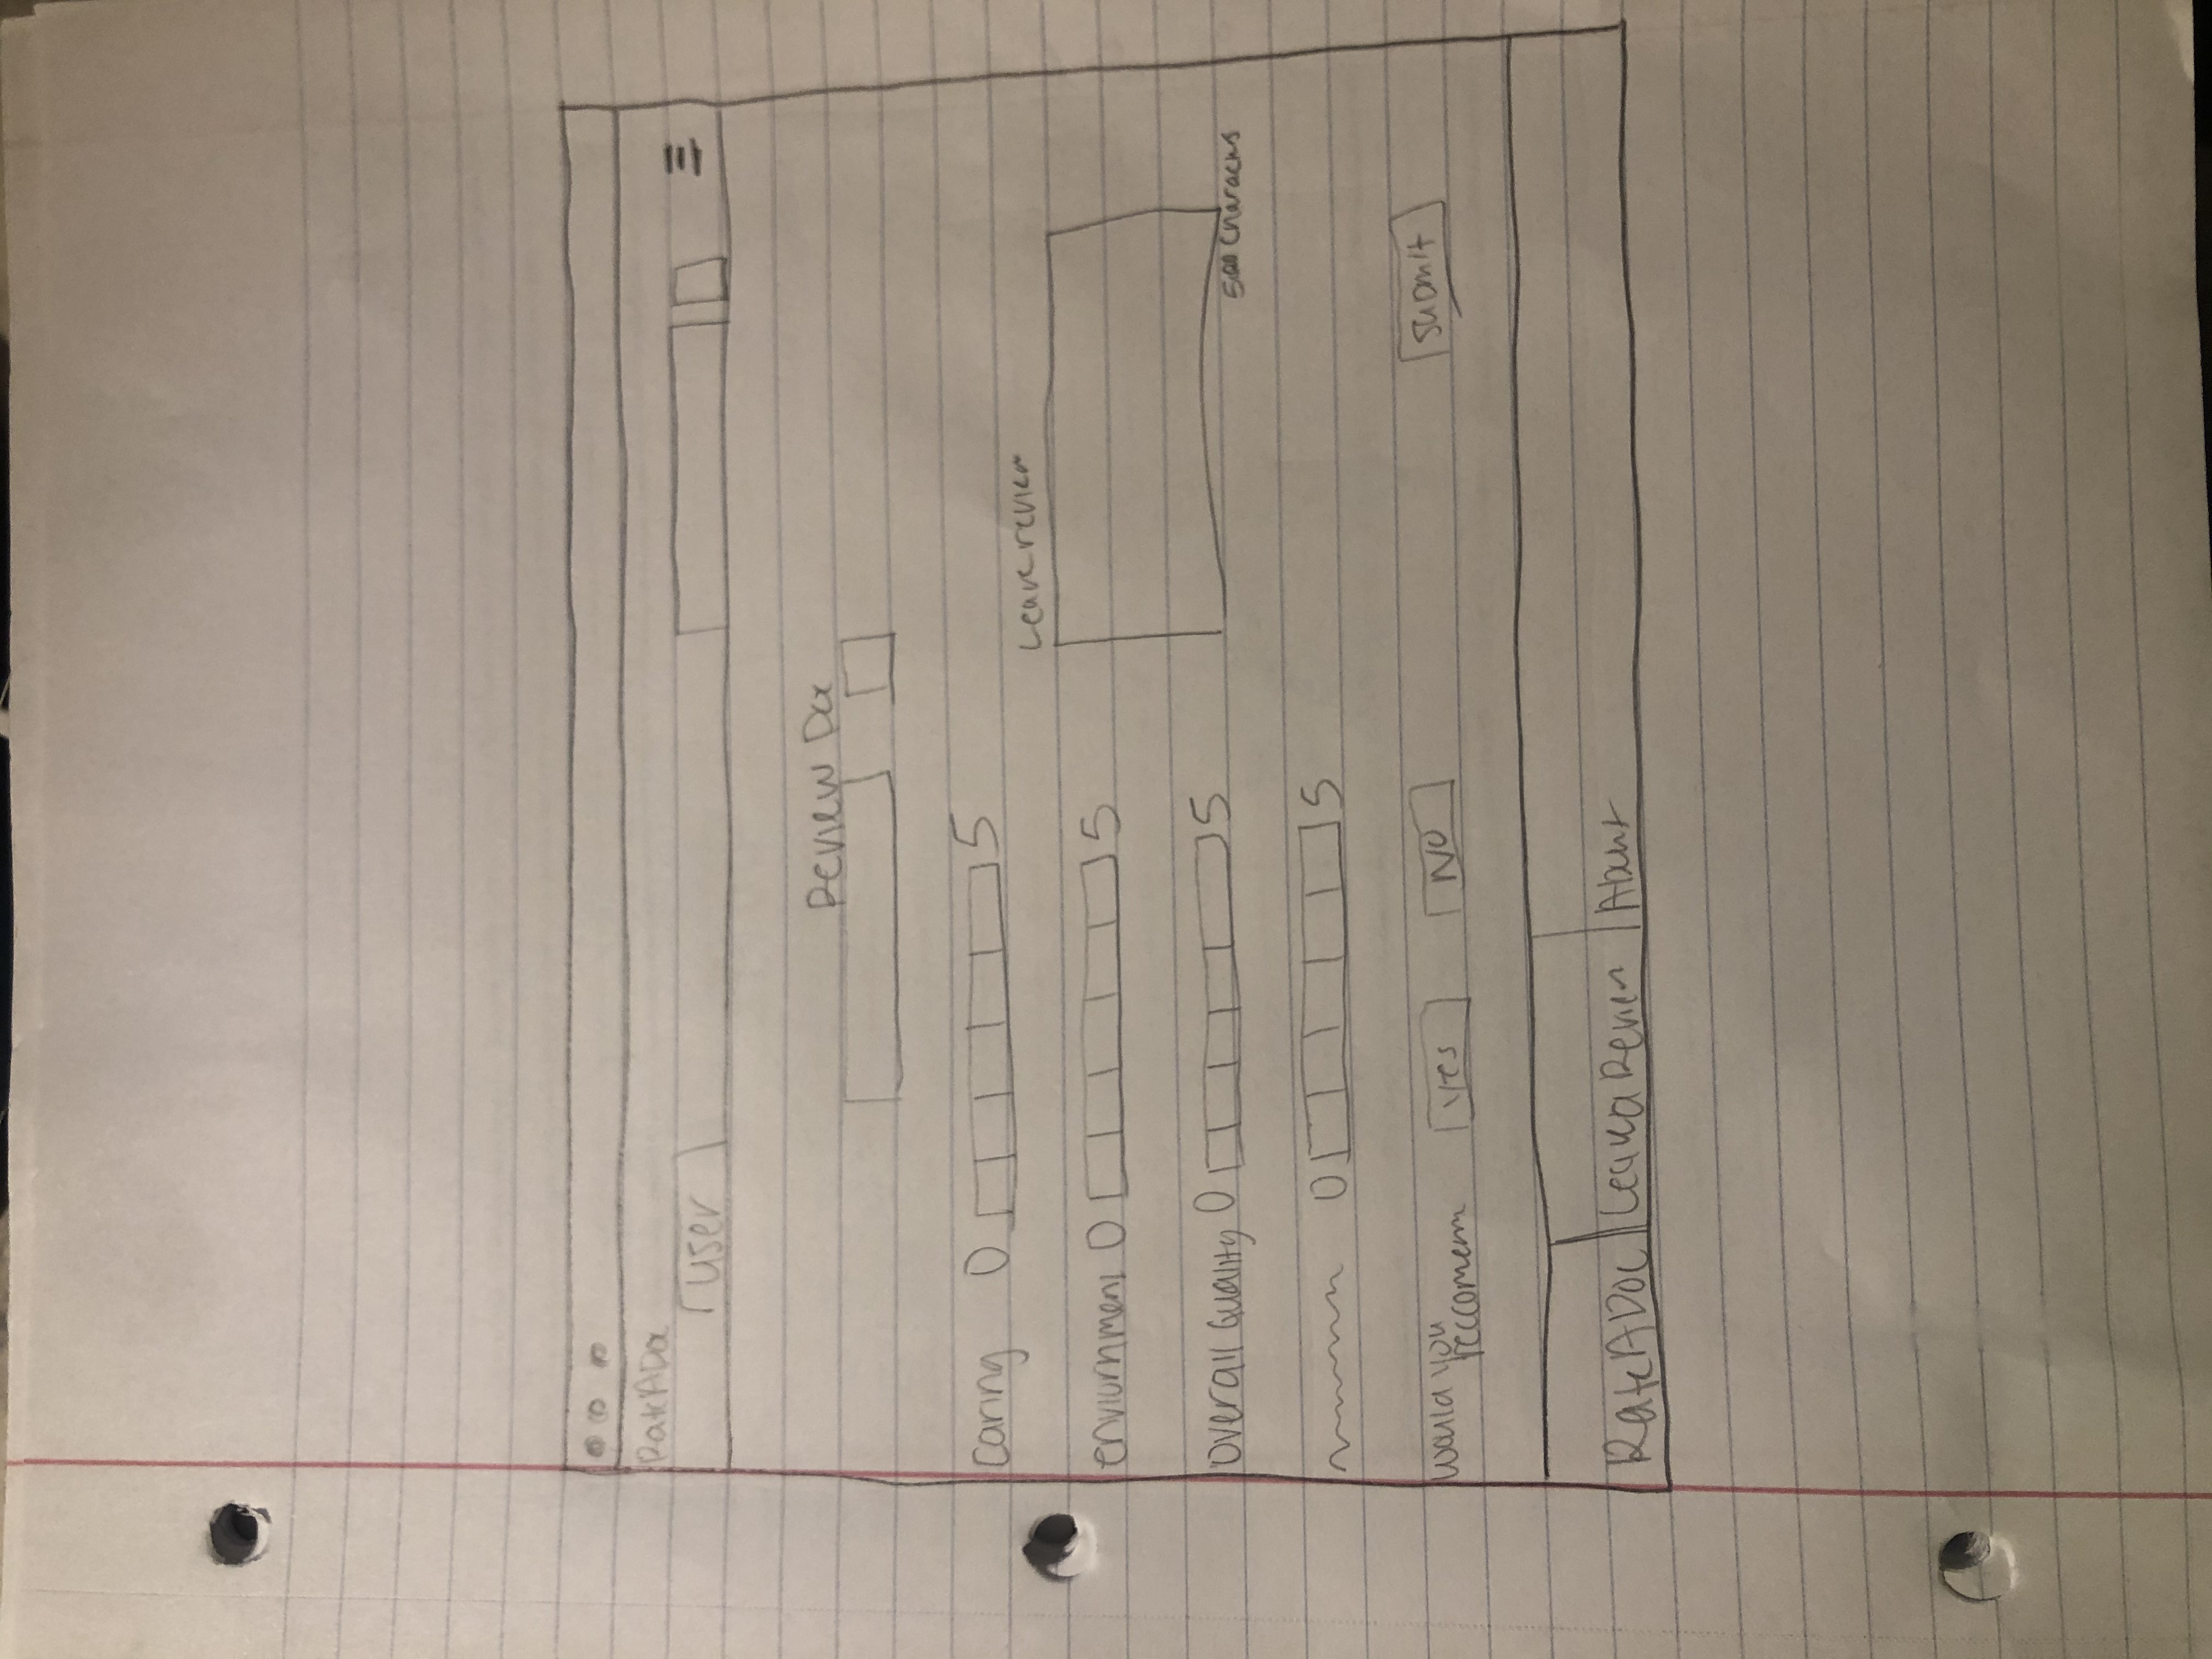 RateADoc
user
Review Doc
Caring 0 5
Leave review
enviurnment 0 5
Overall Quality 0 5
500 Characters
0 5
would you
reccomenn
yes NO Submit
RateADoc Leave a Review About